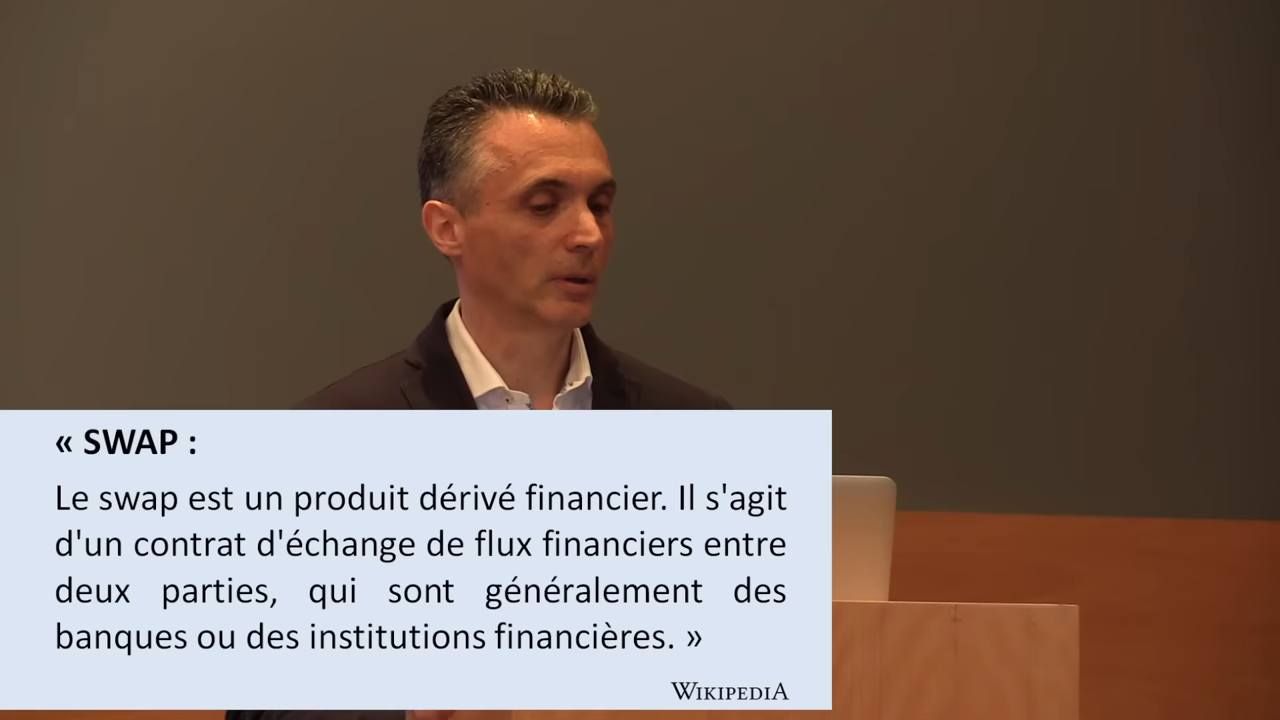 « SWAP :
Le swap est un produit dérivé financier. Il s'agit
d'un contrat d'échange de flux financiers entre
deux parties, qui sont généralement des
banques ou des institutions financières. »
WIKIPEDIA